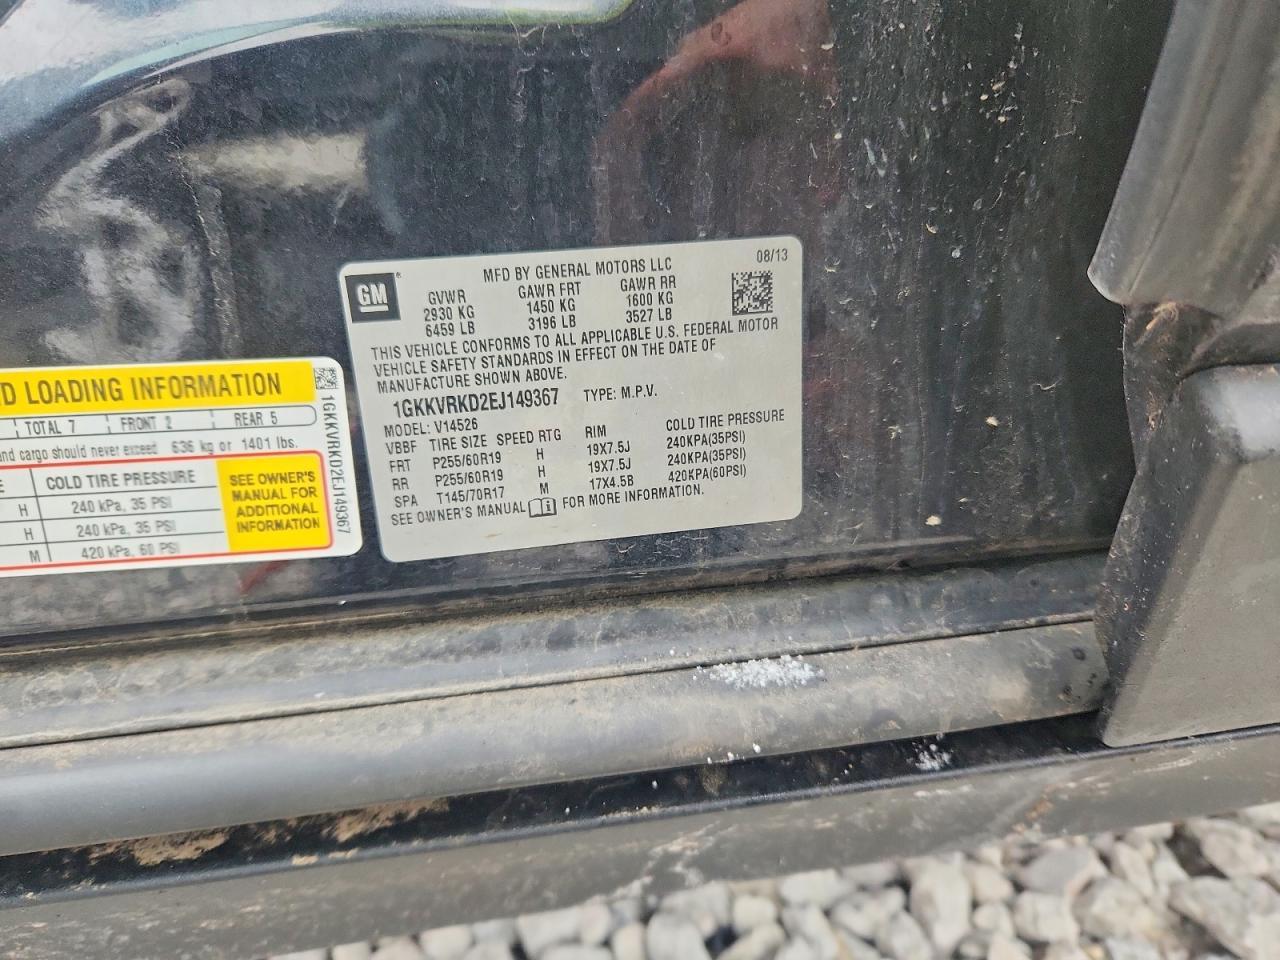 GM
®
MFD BY GENERAL MOTORS LLC
08/13
GVWR GAWR FRT GAWR RR
2930 KG 1450 KG 1600 KG
6459 LB 3196 LB 3527 LB
THIS VEHICLE CONFORMS TO ALL APPLICABLE U.S. FEDERAL MOTOR
VEHICLE SAFETY STANDARDS IN EFFECT ON THE DATE OF
MANUFACTURE SHOWN ABOVE.
1GKKVRKD2EJ149367 TYPE: M.P.V.
MODEL: V14526
VBBF TIRE SIZE SPEED RTG RIM COLD TIRE PRESSURE
FRT P255/60R19 H 19X7.5J 240KPA(35PSI)
RR P255/60R19 H 19X7.5J 240KPA(35PSI)
SPA T145/70R17 M 17X4.5B 420KPA(60PSI)
SEE OWNER'S MANUAL FOR MORE INFORMATION.
D LOADING INFORMATION
TOTAL 7 FRONT 2 REAR 5
and cargo should never exceed 636 kg or 1401 lbs.
E COLD TIRE PRESSURE
H 240 kPa, 35 PSI
H 240 kPa, 35 PSI
M 420 kPa, 60 PSI
SEE OWNER'S
MANUAL FOR
ADDITIONAL
INFORMATION
1GKKVRKD2EJ149367